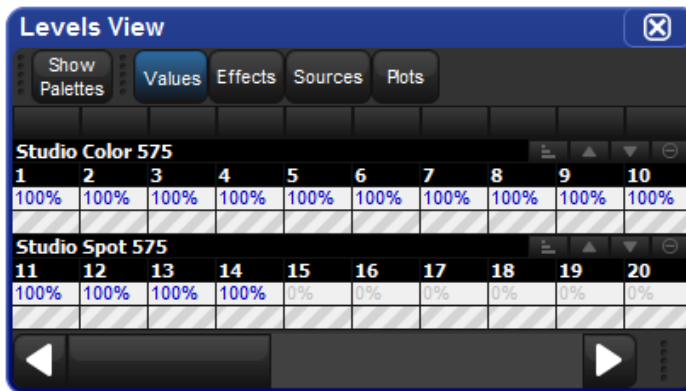 Levels View
Show Palettes Values Effects Sources Plots
Studio Color 575
1 2 3 4 5 6 7 8 9 10
100% 100% 100% 100% 100% 100% 100% 100% 100% 100%
Studio Spot 575
11 12 13 14 15 16 17 18 19 20
100% 100% 100% 100% 0% 0% 0% 0% 0% 0%